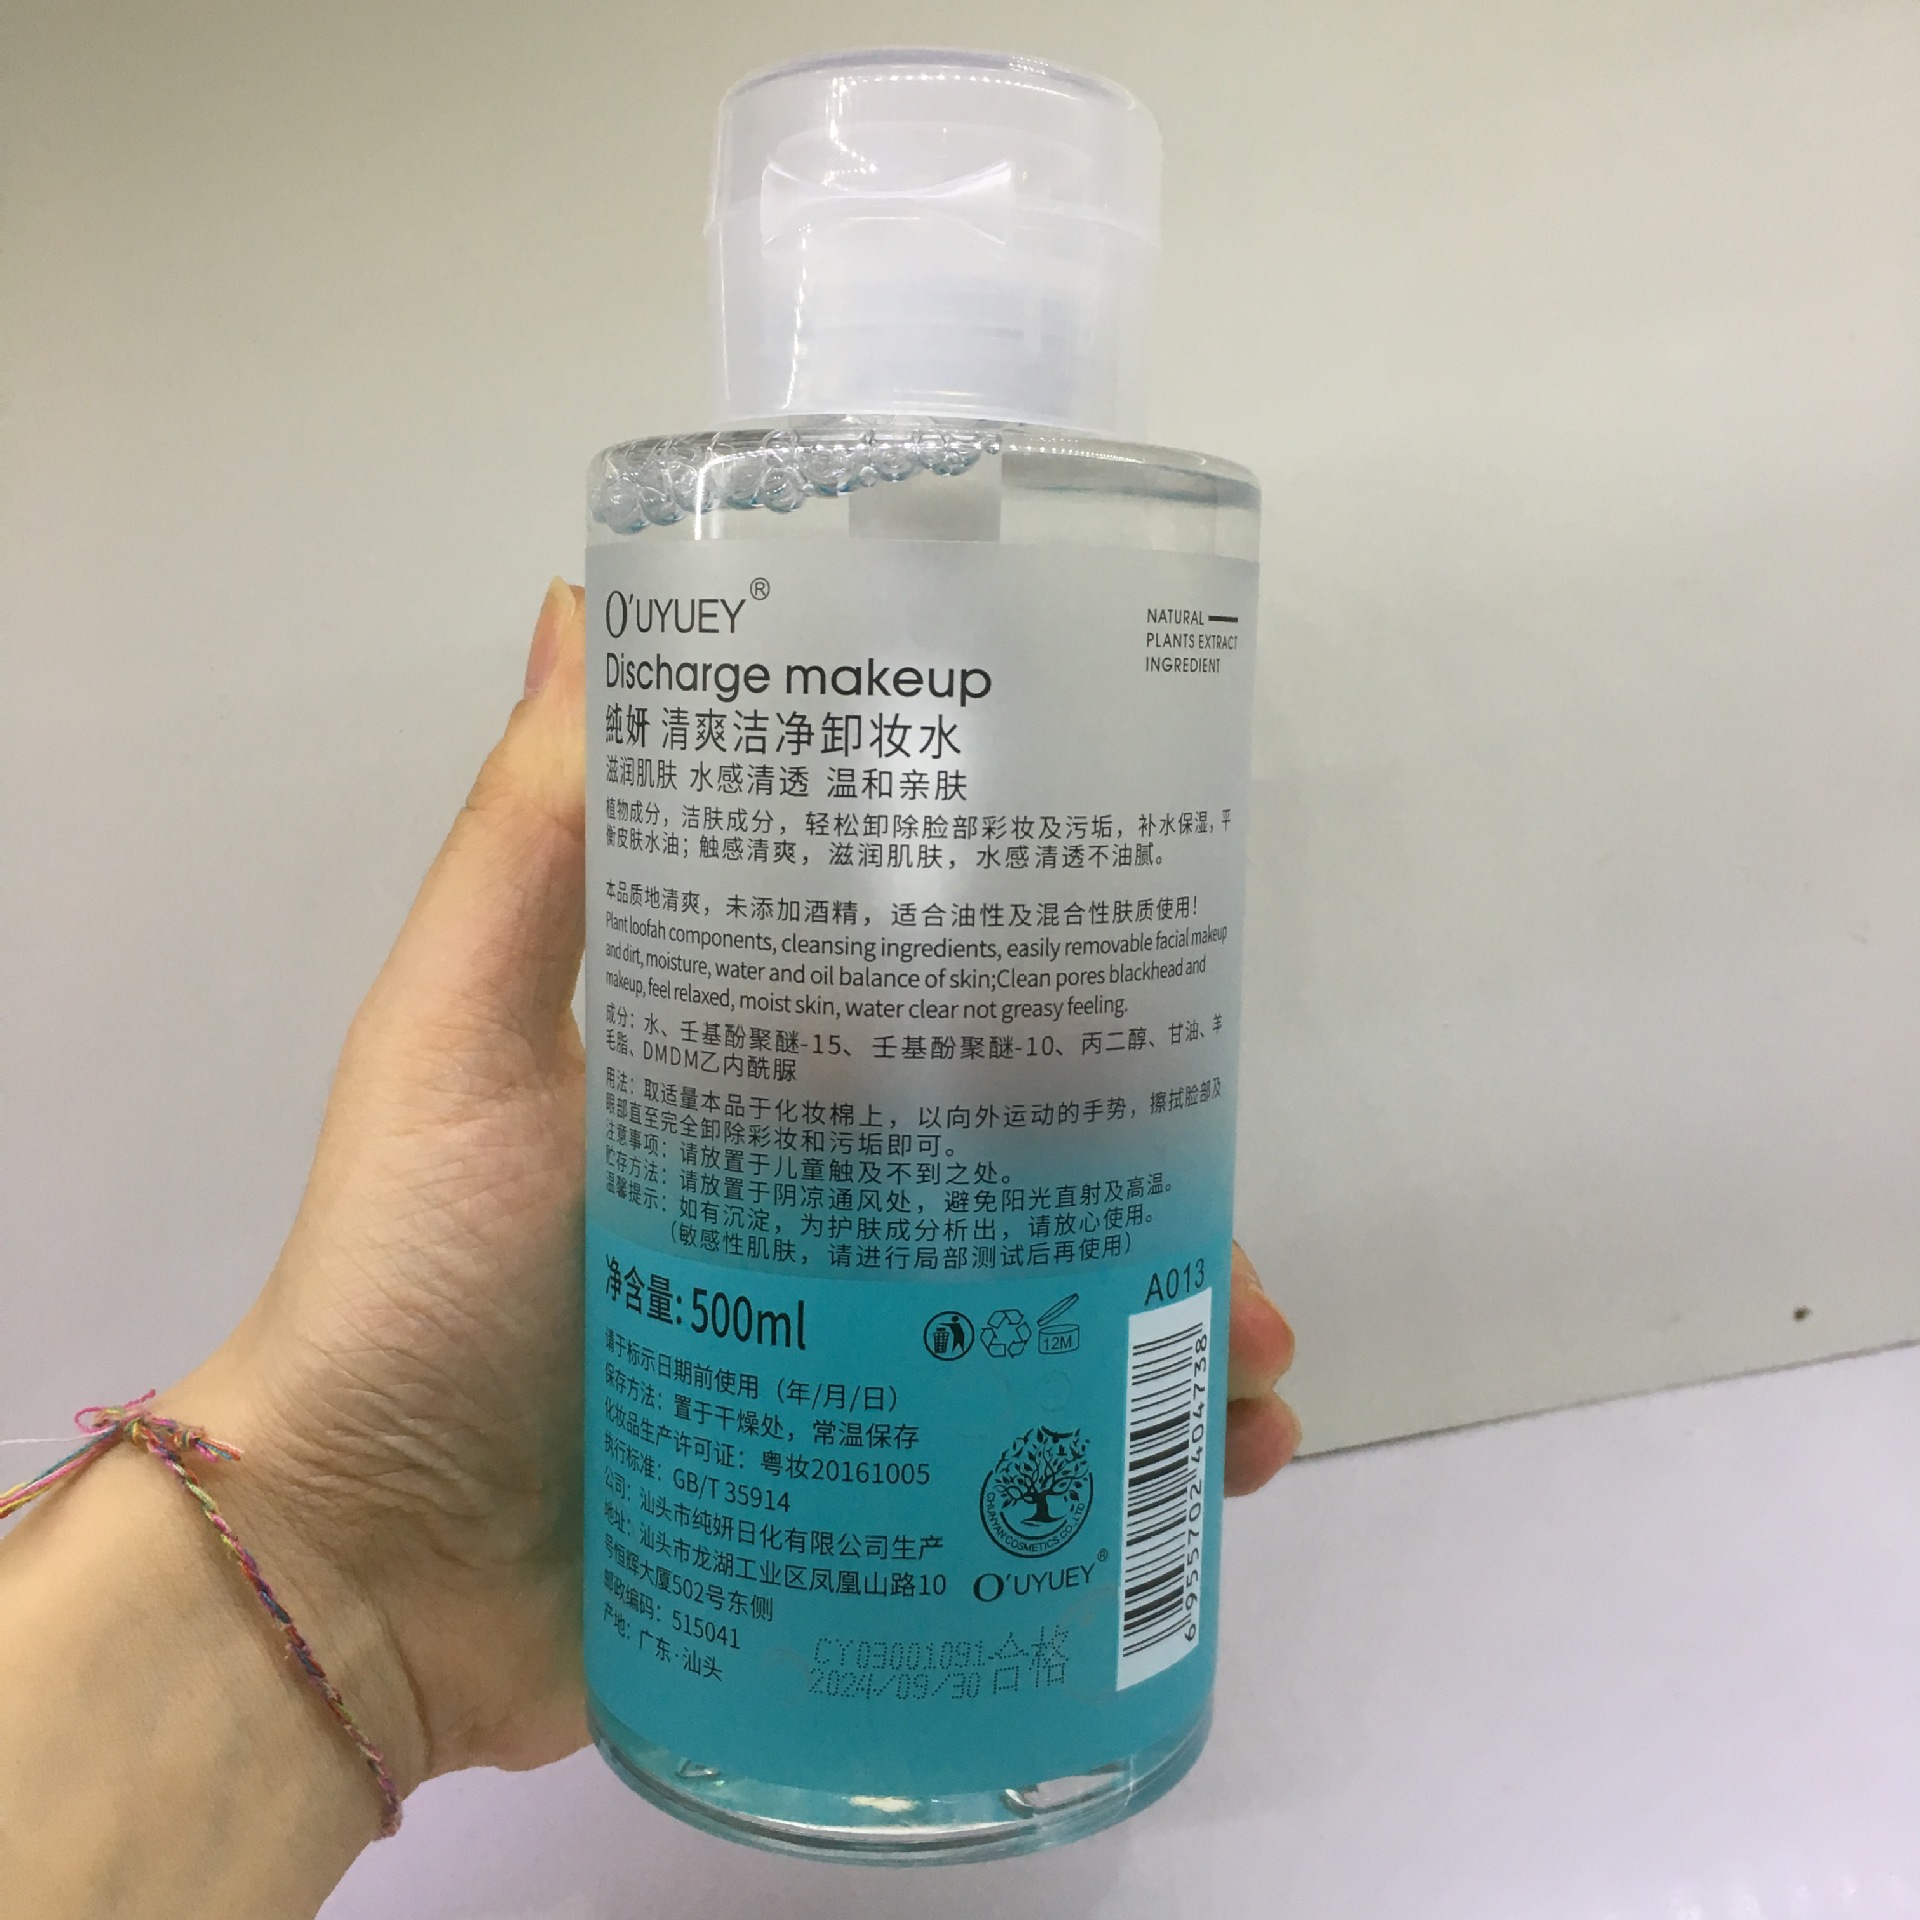 O'UYUEY®
NATURAL
PLANTS EXTRACT
INGREDIENT
Discharge makeup
純妍 清爽洁净卸妆水
滋润肌肤 水感清透 温和亲肤
植物成分，洁肤成分，轻松卸除脸部彩妆及污垢，补水保湿，平
衡皮肤水油；触感清爽，滋润肌肤，水感清透不油腻。
本品质地清爽，未添加酒精，适合油性及混合性肤质使用！
Plant loofah components, cleansing ingredients, easily removable facial makeup
and dirt, moisture, water and oil balance of skin;Clean pores blackhead and
makeup, feel relaxed, moist skin, water clear not greasy feeling.
成分：水、壬基酚聚醚-15、壬基酚聚醚-10、丙二醇、甘油、羊
毛脂、DMDM乙内酰脲
用法：取适量本品于化妆棉上，以向外运动的手势，擦拭脸部及
眼部直至完全卸除彩妆和污垢即可。
注意事项：请放置于儿童触及不到之处。
贮存方法：请放置于阴凉通风处，避免阳光直射及高温。
温馨提示：如有沉淀，为护肤成分析出，请放心使用。
（敏感性肌肤，请进行局部测试后再使用）
净含量:500ml
12M
A013
请于标示日期前使用（年/月/日）
保存方法：置于干燥处，常温保存
化妆品生产许可证：粤妆20161005
执行标准：GB/T 35914
公司：汕头市纯妍日化有限公司生产
地址：汕头市龙湖工业区凤凰山路10
号恒辉大厦502号东侧
邮政编码：515041
产地：广东·汕头
CHUNYAN COSMETICS CO.,LTD
O'UYUEY®
6955702404738
CY03001091合格
2024/09/30